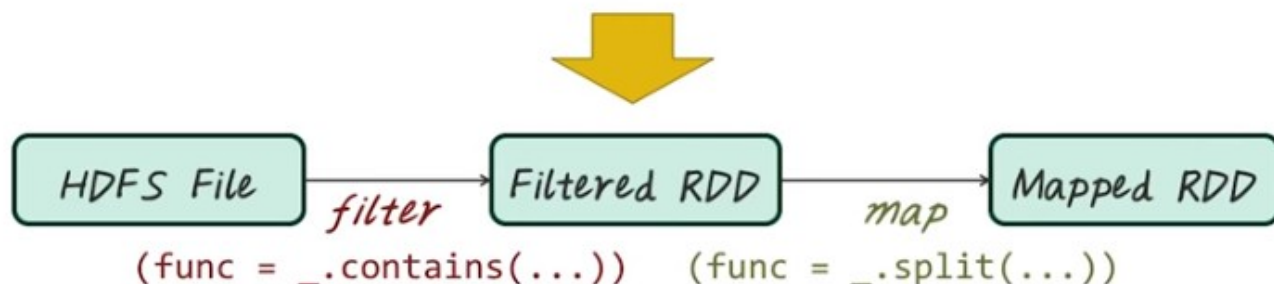 HDFS File Filtered RDD Mapped RDD
filter map
(func = _.contains(...)) (func = _.split(...))